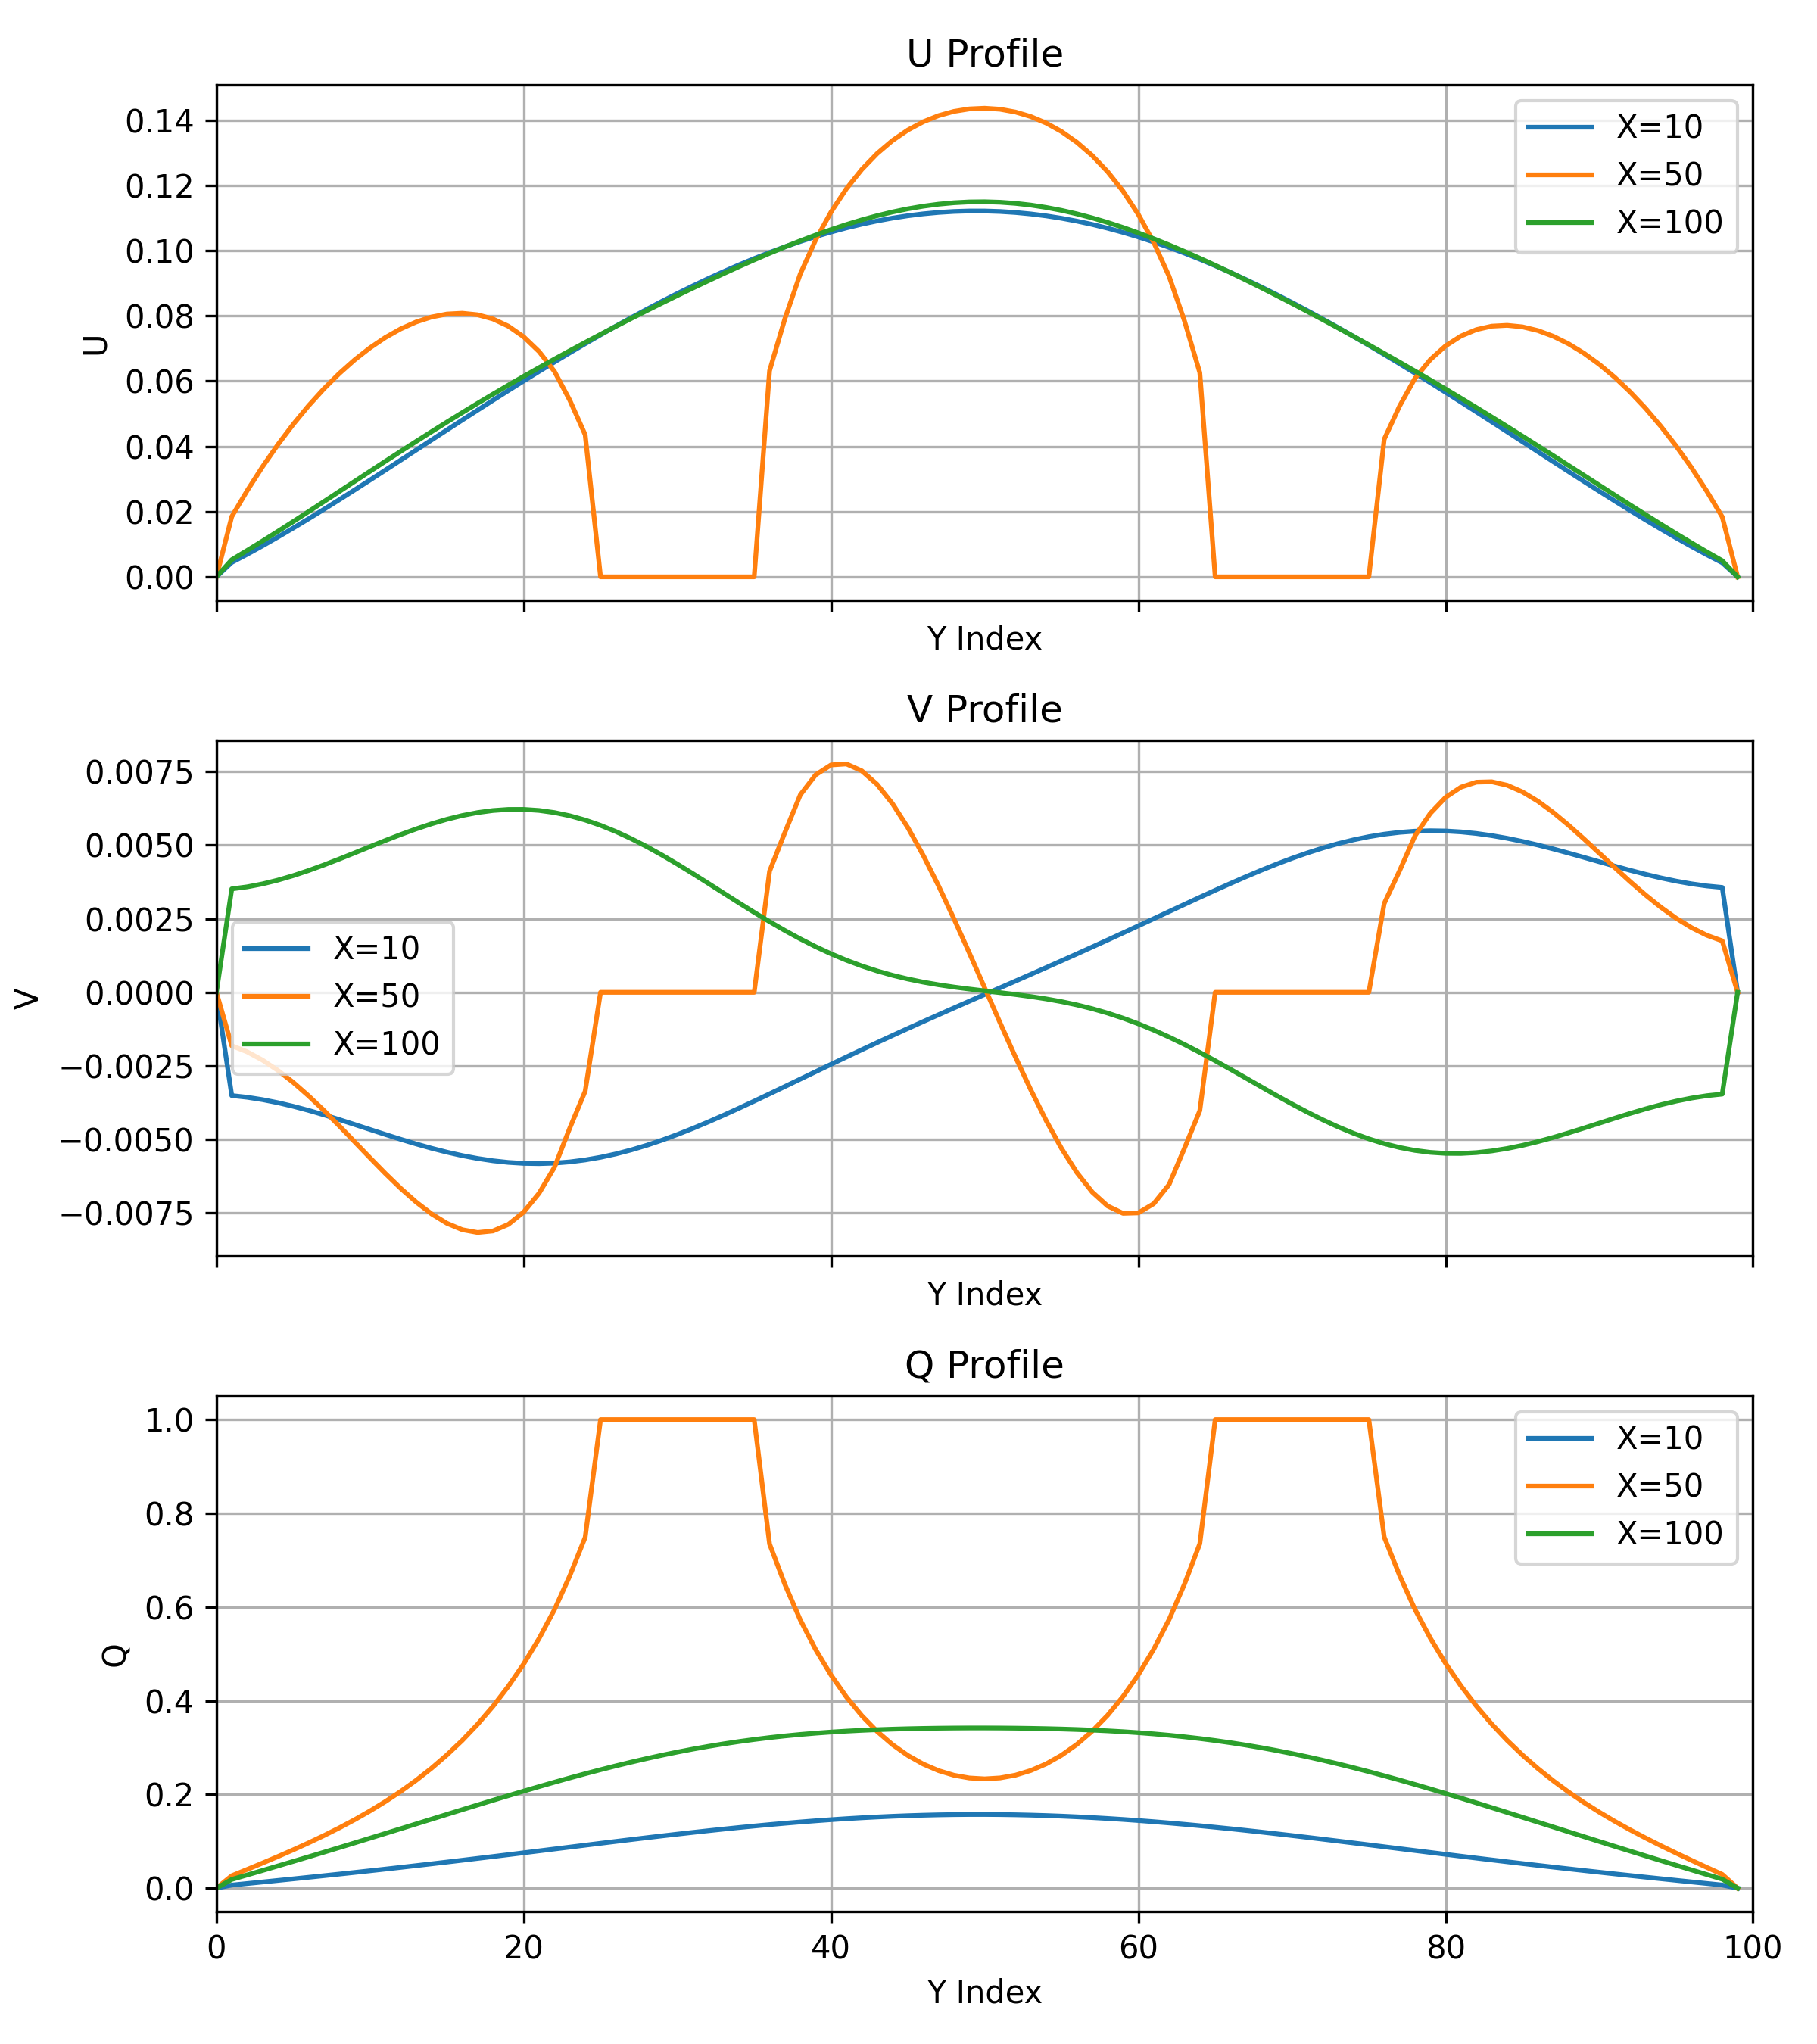 U Profile
0.14
0.12
0.10
0.08
0.06
0.04
0.02
0.00
U
X=10
X=50
X=100
Y Index
V Profile
0.0075
0.0050
0.0025
0.0000
−0.0025
−0.0050
−0.0075
V
X=10
X=50
X=100
Y Index
Q Profile
1.0
0.8
0.6
0.4
0.2
0.0
Q
X=10
X=50
X=100
0 20 40 60 80 100
Y Index